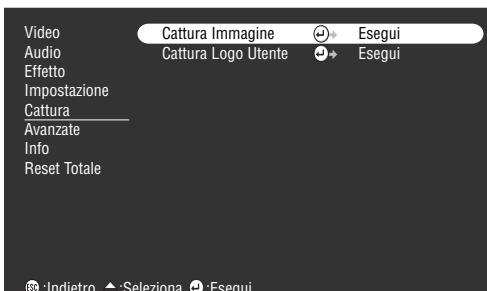 Video
Audio
Effetto
Impostazione
Cattura
Avanzate
Info
Reset Totale
Cattura Immagine Esegui
Cattura Logo Utente Esegui
ESC :Indietro :Seleziona :Esegui